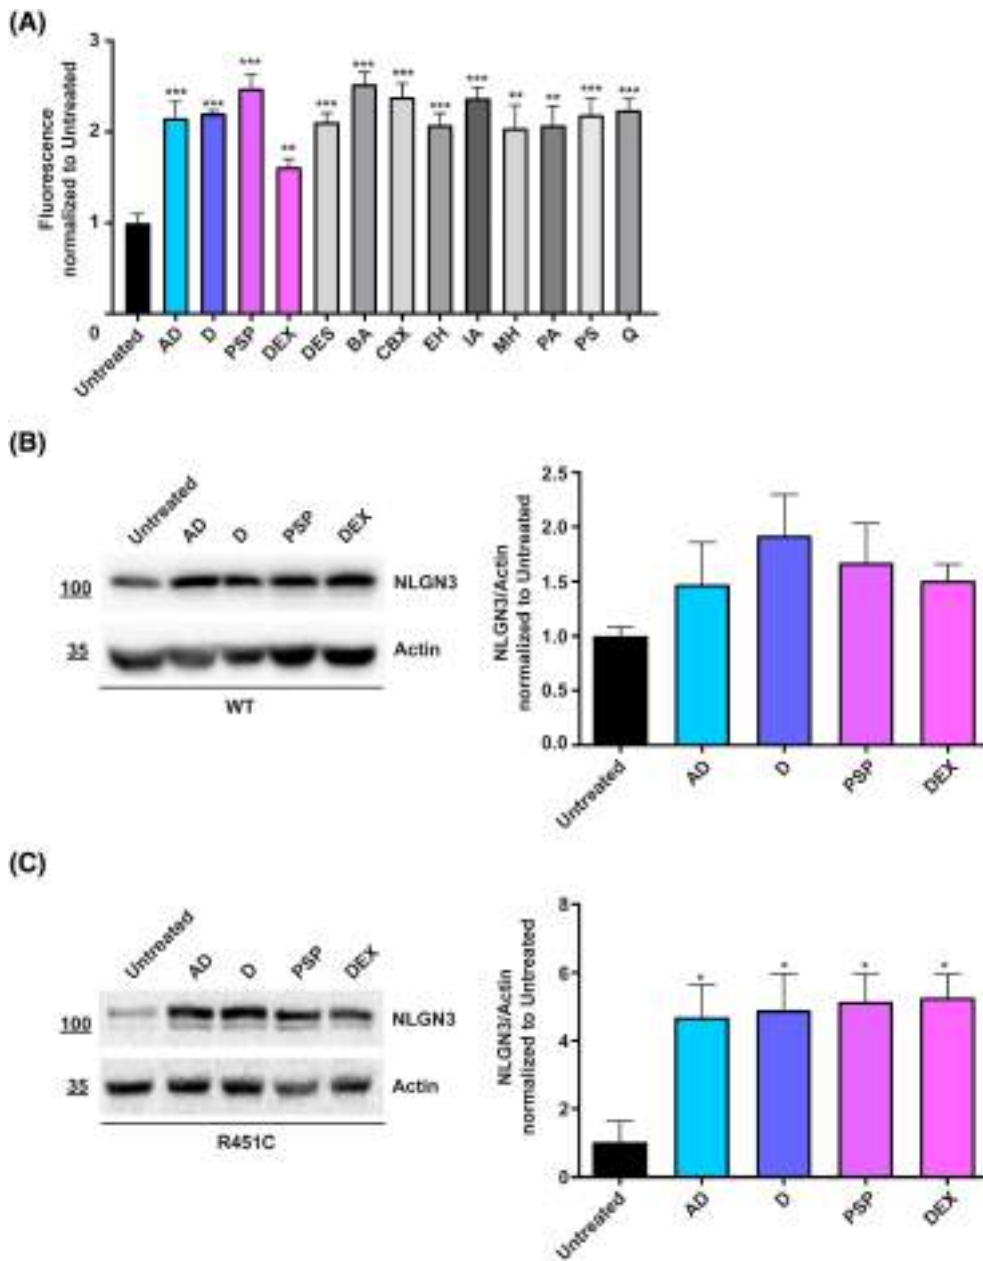 (A)
Fluorescence
normalized to Untreated
3
2
1
0
*** *** *** ** *** *** *** *** *** ** ** *** ***
Untreated AD D PSP DEX DES BA CBX EH IA MH PA PS Q
(B)
Untreated AD D PSP DEX
100 NLGN3
35 Actin
WT
NLGN3/Actin
normalized to Untreated
2.5
2.0
1.5
1.0
0.5
0.0
Untreated AD D PSP DEX
(C)
Untreated AD D PSP DEX
100 NLGN3
35 Actin
R451C
NLGN3/Actin
normalized to Untreated
8
6
4
2
0
* * * *
Untreated AD D PSP DEX